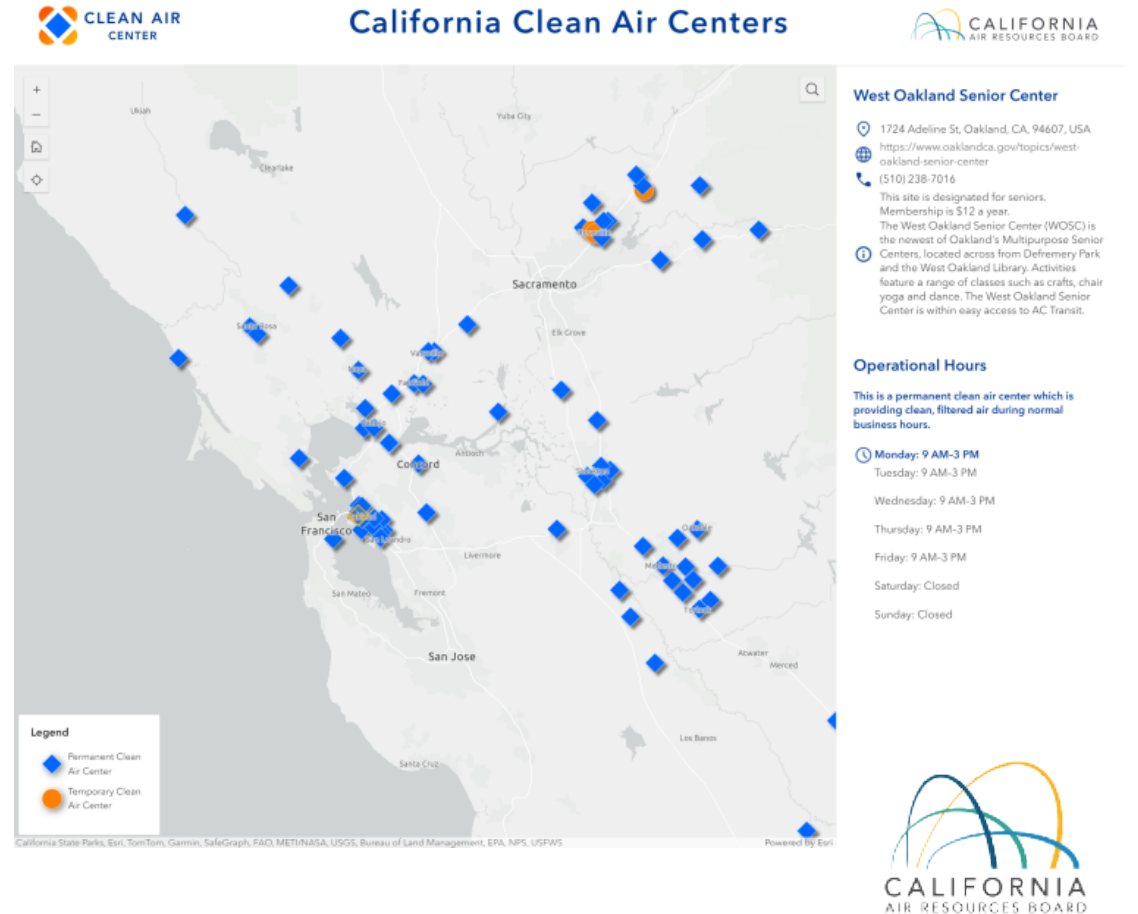 CLEAN AIR
CENTER
California Clean Air Centers
CALIFORNIA
AIR RESOURCES BOARD
+
−
Ukiah
Yuba City
Clearlake
Sacramento
Santa Rosa
Elk Grove
Napa
Vacaville
Fairfield
Vallejo
Antioch
Concord
Stockton
San
Francisco
San Leandro
Oakdale
Livermore
Modesto
San Mateo
Fremont
Turlock
San Jose
Atwater
Merced
Los Banos
Santa Cruz
Legend
Permanent Clean
Air Center
Temporary Clean
Air Center
California State Parks, Esri, TomTom, Garmin, SafeGraph, FAO, METI/NASA, USGS, Bureau of Land Management, EPA, NPS, USFWS
Powered by Esri
West Oakland Senior Center
1724 Adeline St, Oakland, CA, 94607, USA
https://www.oaklandca.gov/topics/west-
oakland-senior-center
(510) 238-7016
This site is designated for seniors.
Membership is $12 a year.
The West Oakland Senior Center (WOSC) is
the newest of Oakland's Multipurpose Senior
Centers, located across from Defremery Park
and the West Oakland Library. Activities
feature a range of classes such as crafts, chair
yoga and dance. The West Oakland Senior
Center is within easy access to AC Transit.
Operational Hours
This is a permanent clean air center which is
providing clean, filtered air during normal
business hours.
Monday: 9 AM–3 PM
Tuesday: 9 AM–3 PM
Wednesday: 9 AM–3 PM
Thursday: 9 AM–3 PM
Friday: 9 AM–3 PM
Saturday: Closed
Sunday: Closed
CALIFORNIA
AIR RESOURCES BOARD